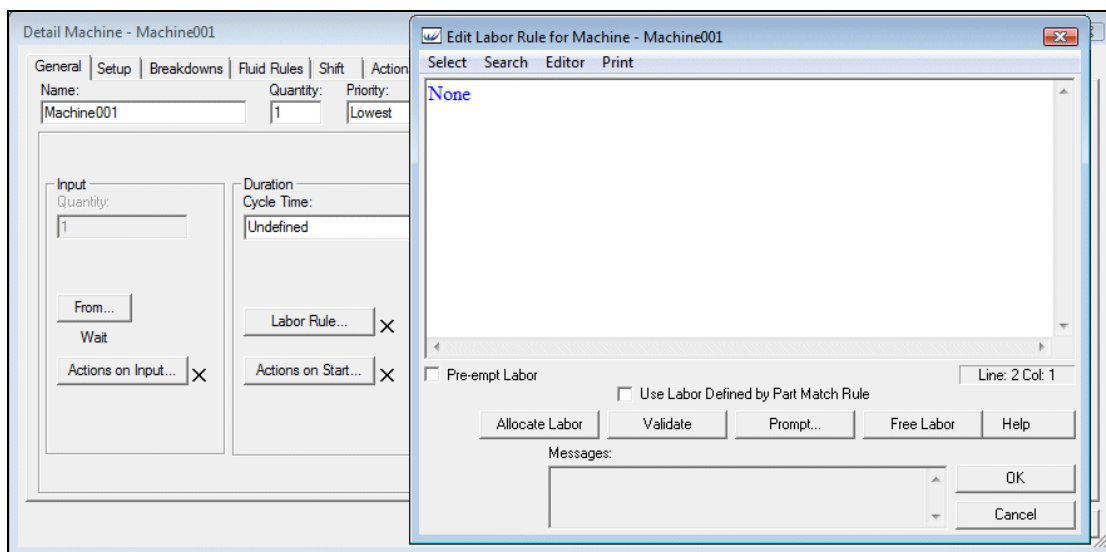 Detail Machine - Machine001
General Setup Breakdowns Fluid Rules Shift Action
Name: Quantity: Priority:
Machine001 1 Lowest
Input
Quantity:
1
From...
Wait
Actions on Input... X
Duration
Cycle Time:
Undefined
Labor Rule... X
Actions on Start... X
Edit Labor Rule for Machine - Machine001
Select Search Editor Print
None
Pre-empt Labor
Line: 2 Col: 1
Use Labor Defined by Part Match Rule
Allocate Labor Validate Prompt... Free Labor Help
Messages:
OK
Cancel